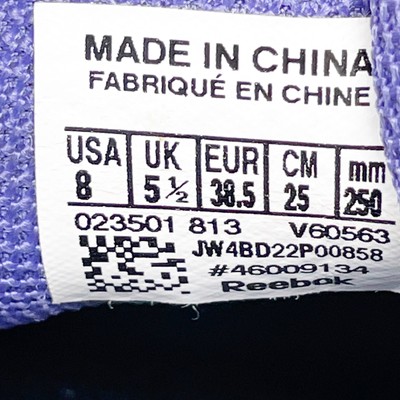 MADE IN CHINA
FABRIQUÉ EN CHINE
USA UK EUR CM mm
8 5 ½ 38.5 25 250
023501 813 V60563
JW4BD22P00858
#46009134
Reebok